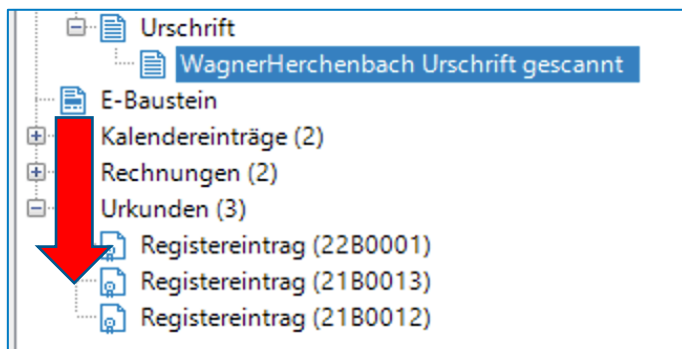 Urschrift
WagnerHerchenbach Urschrift gescannt
E-Baustein
Kalendereinträge (2)
Rechnungen (2)
Urkunden (3)
Registereintrag (22B0001)
Registereintrag (21B0013)
Registereintrag (21B0012)